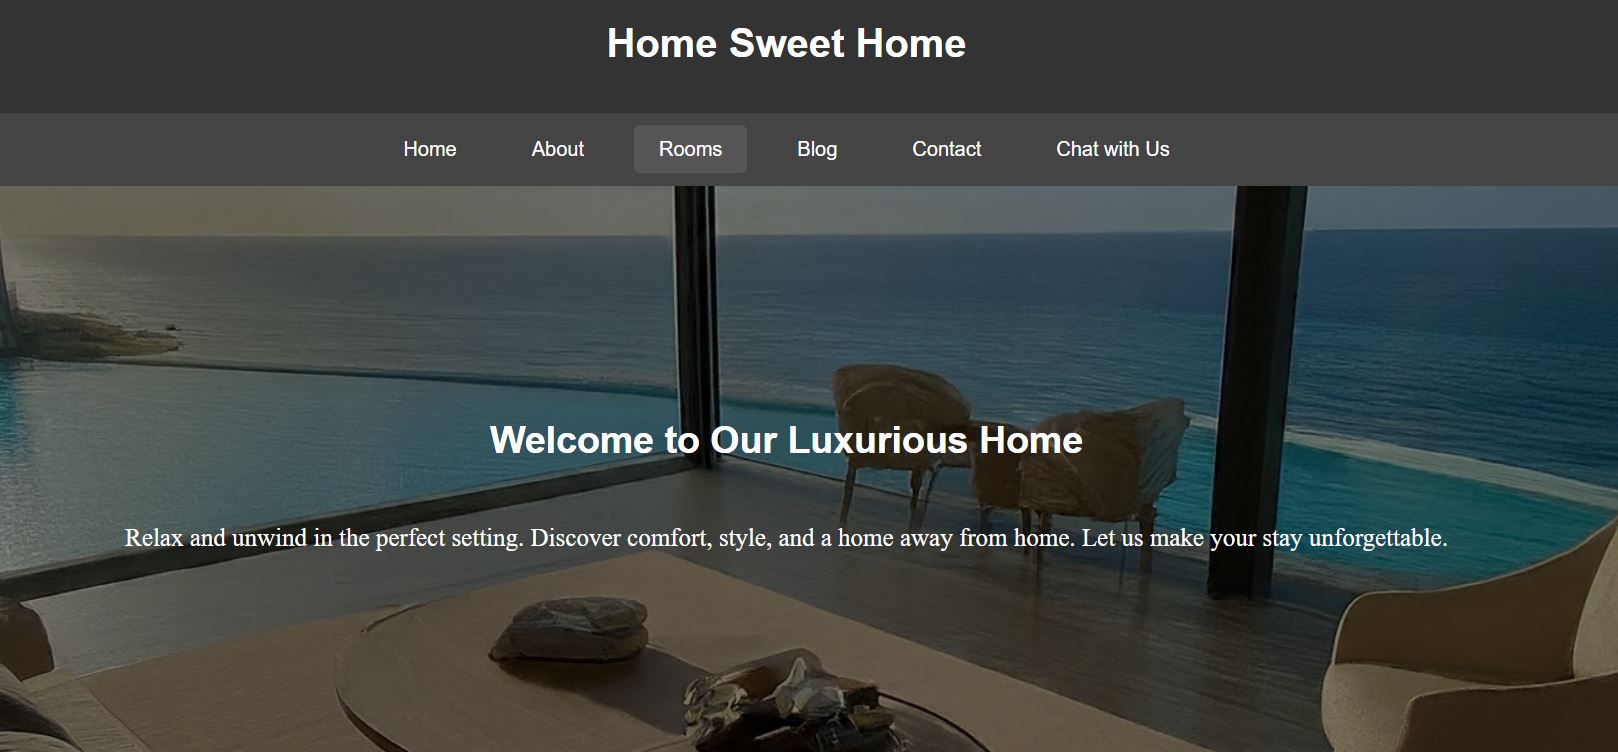 Home Sweet Home
Home About Rooms Blog Contact Chat with Us
Welcome to Our Luxurious Home
Relax and unwind in the perfect setting. Discover comfort, style, and a home away from home. Let us make your stay unforgettable.